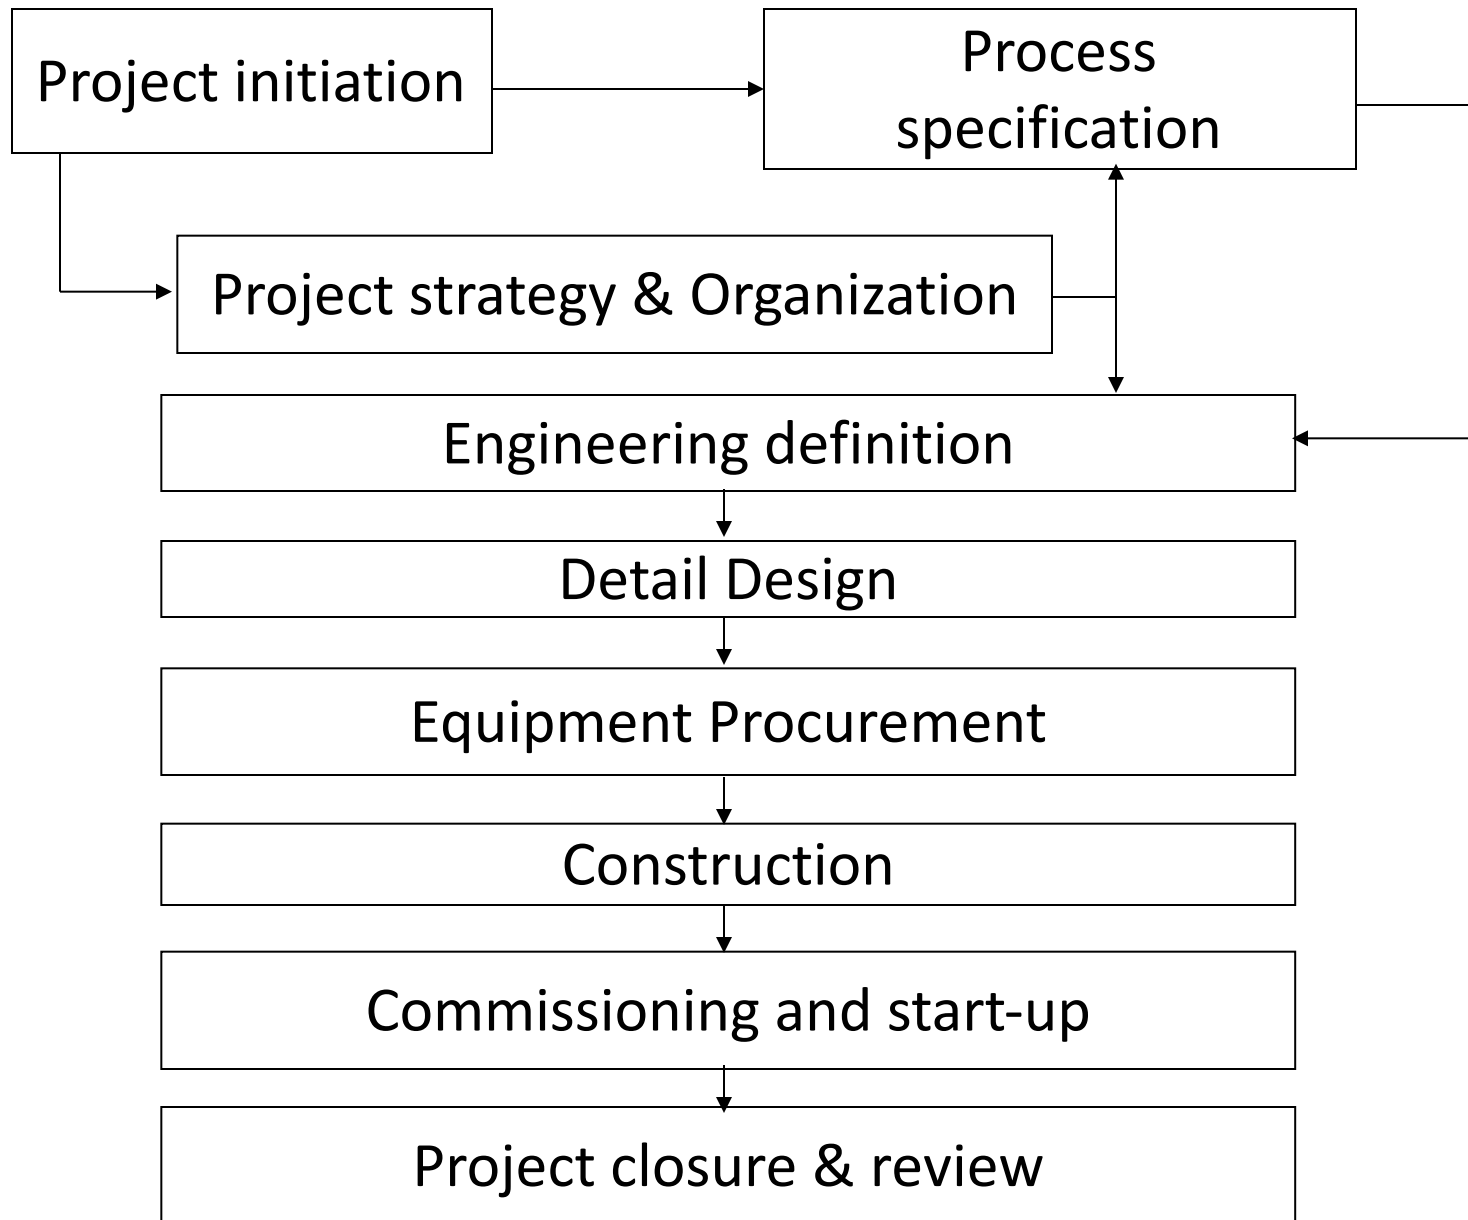 Project initiation
Process
specification
Project strategy & Organization
Engineering definition
Detail Design
Equipment Procurement
Construction
Commissioning and start-up
Project closure & review